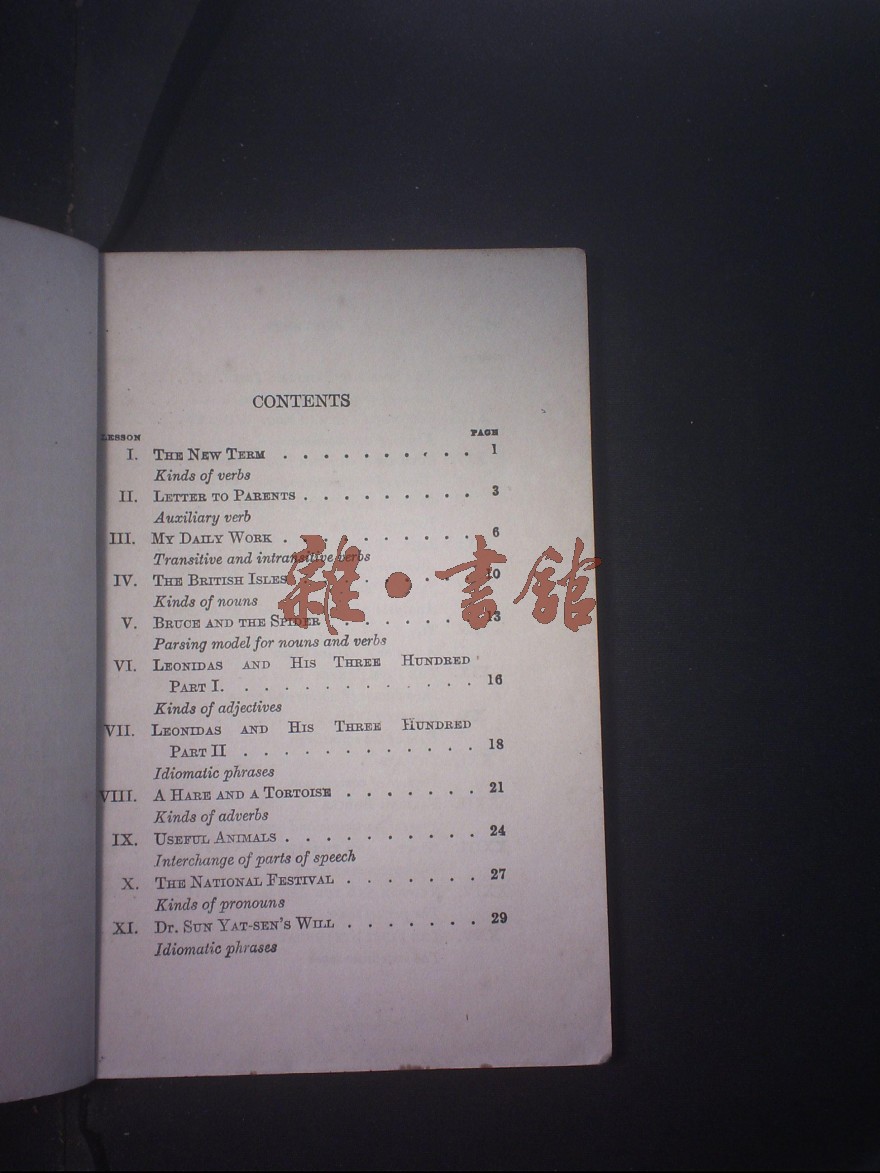 CONTENTS
LESSON PAGE
I. THE NEW TERM . . . . . . . . . . 1
Kinds of verbs
II. LETTER TO PARENTS . . . . . . . . . 3
Auxiliary verb
III. MY DAILY WORK . . . . . . . . . . 6
Transitive and intransitive verbs
IV. THE BRITISH ISLES . . . . . . . . . 10
Kinds of nouns
V. BRUCE AND THE SPIDER . . . . . . . . 13
Parsing model for nouns and verbs
VI. LEONIDAS AND HIS THREE HUNDRED
PART I. . . . . . . . . . . . . 16
Kinds of adjectives
VII. LEONIDAS AND HIS THREE HUNDRED
PART II . . . . . . . . . . . . 18
Idiomatic phrases
VIII. A HARE AND A TORTOISE . . . . . . . 21
Kinds of adverbs
IX. USEFUL ANIMALS . . . . . . . . . . 24
Interchange of parts of speech
X. THE NATIONAL FESTIVAL . . . . . . . 27
Kinds of pronouns
XI. DR. SUN YAT-SEN'S WILL . . . . . . . 29
Idiomatic phrases
雜·書館